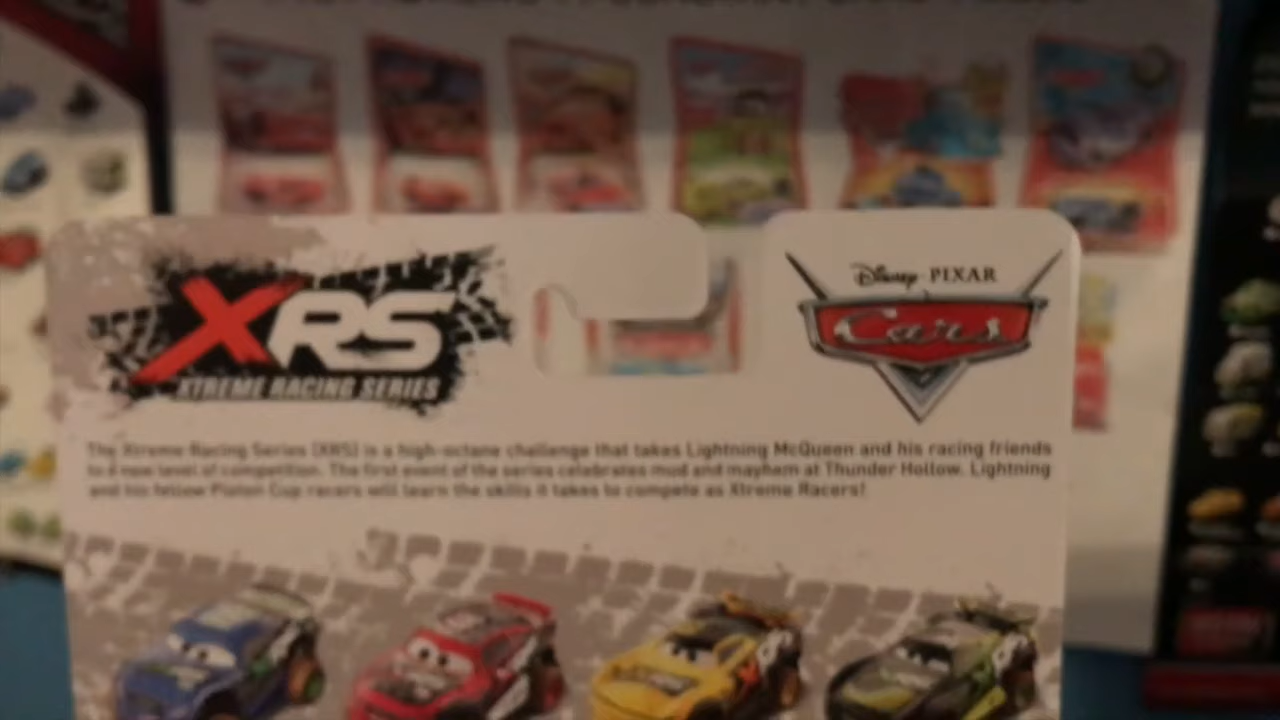 XRS
XTREME RACING SERIES
Disney PIXAR
Cars
The Xtreme Racing Series (XRS) is a high-octane challenge that takes Lightning McQueen and his racing friends
to a new level of competition. The first event of the series celebrates mud and mayhem at Thunder Hollow. Lightning
and his fellow Piston Cup racers will learn the skills it takes to compete as Xtreme Racers!